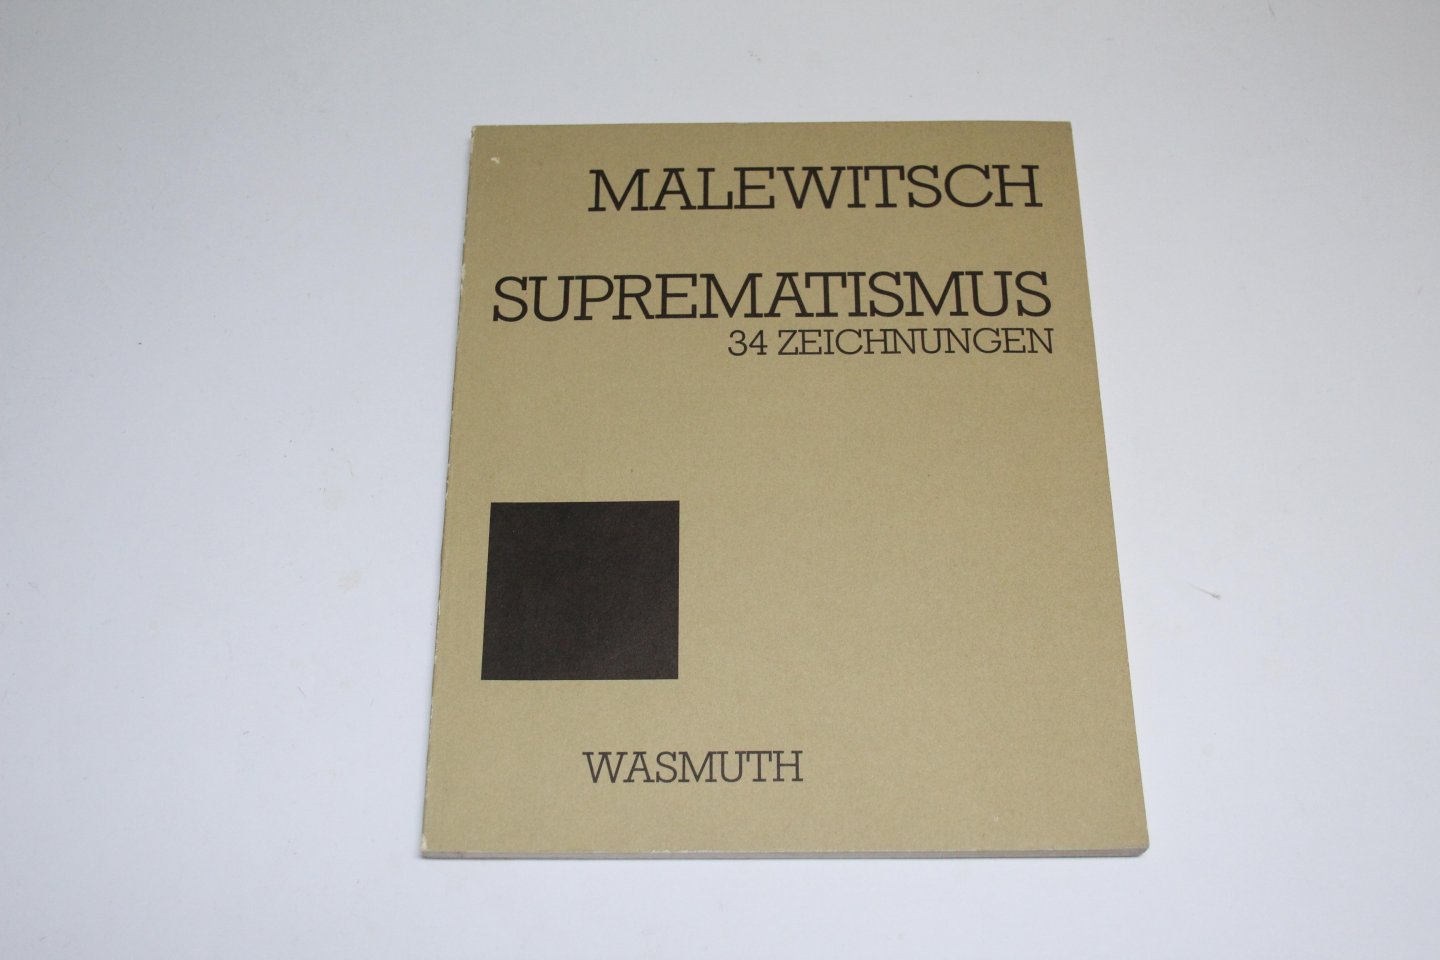 MALEWITSCH
SUPREMATISMUS
34 ZEICHNUNGEN
WASMUTH